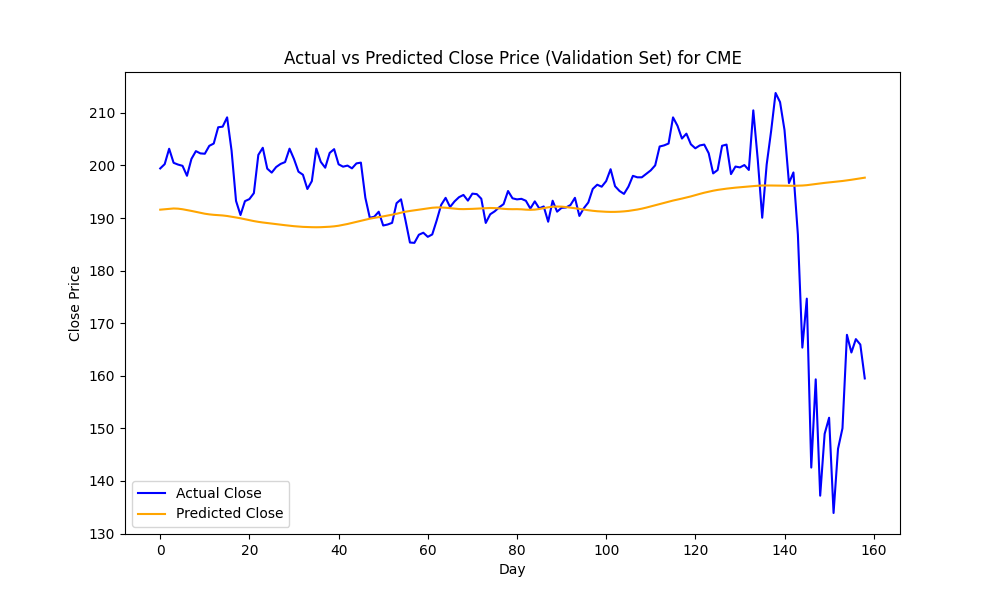 Actual vs Predicted Close Price (Validation Set) for CME
210
200
190
180
170
160
150
140
130
Close Price
Actual Close
Predicted Close
0 20 40 60 80 100 120 140 160
Day